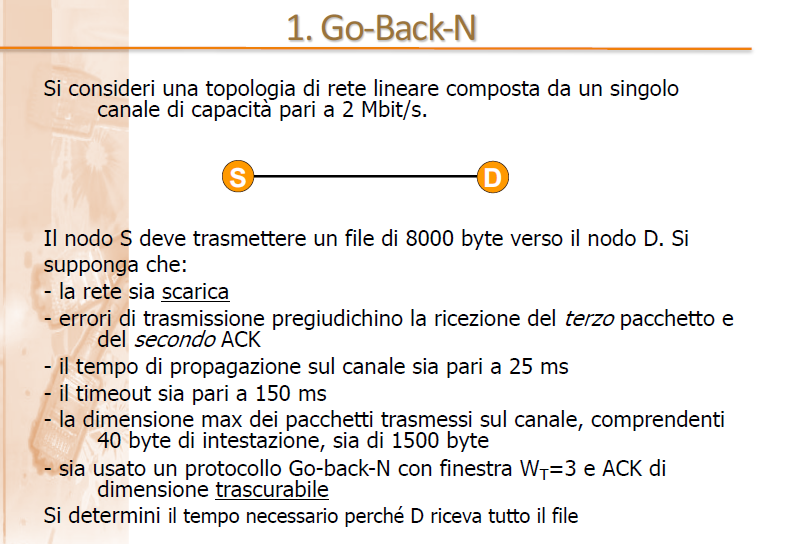 1. Go-Back-N
Si consideri una topologia di rete lineare composta da un singolo
canale di capacità pari a 2 Mbit/s.
S
D
Il nodo S deve trasmettere un file di 8000 byte verso il nodo D. Si
supponga che:
- la rete sia scarica
- errori di trasmissione pregiudichino la ricezione del terzo pacchetto e
del secondo ACK
- il tempo di propagazione sul canale sia pari a 25 ms
- il timeout sia pari a 150 ms
- la dimensione max dei pacchetti trasmessi sul canale, comprendenti
40 byte di intestazione, sia di 1500 byte
- sia usato un protocollo Go-back-N con finestra WT=3 e ACK di
dimensione trascurabile
Si determini il tempo necessario perché D riceva tutto il file